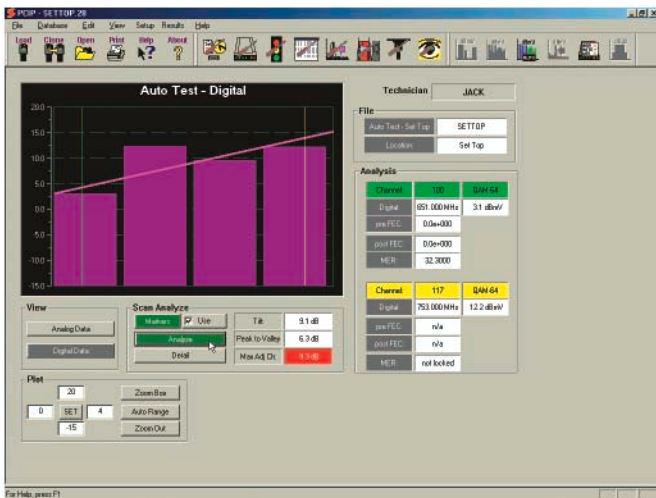 PCIP - SETTOP.2B
File Database Edit View Setup Results Help
Load Clone Open Print Help About
Auto Test - Digital
20.0
15.0
10.0
5.0
0.0
-5.0
-10.0
-15.0
Technician JACK
File
Auto Test - Set Top SETTOP
Location Set Top
Analysis
Channel 100 QAM-64
Digital 651.000 MHz 3.1 dBmV
pre FEC 0.0e+000
post FEC 0.0e+000
MER 32.3000
Channel 117 QAM-64
Digital 753.000 MHz 12.2 dBmV
pre FEC n/a
post FEC n/a
MER not locked
View
Analog Data
Digital Data
Scan Analyze
Markers Use
Analyze
Detail
Tilt 9.1 dB
Peak to Valley 6.3 dB
Max Adj Ch.
Plot
20
0 SET 4
-15
Zoom Box
Auto Range
Zoom Out
For Help, press F1